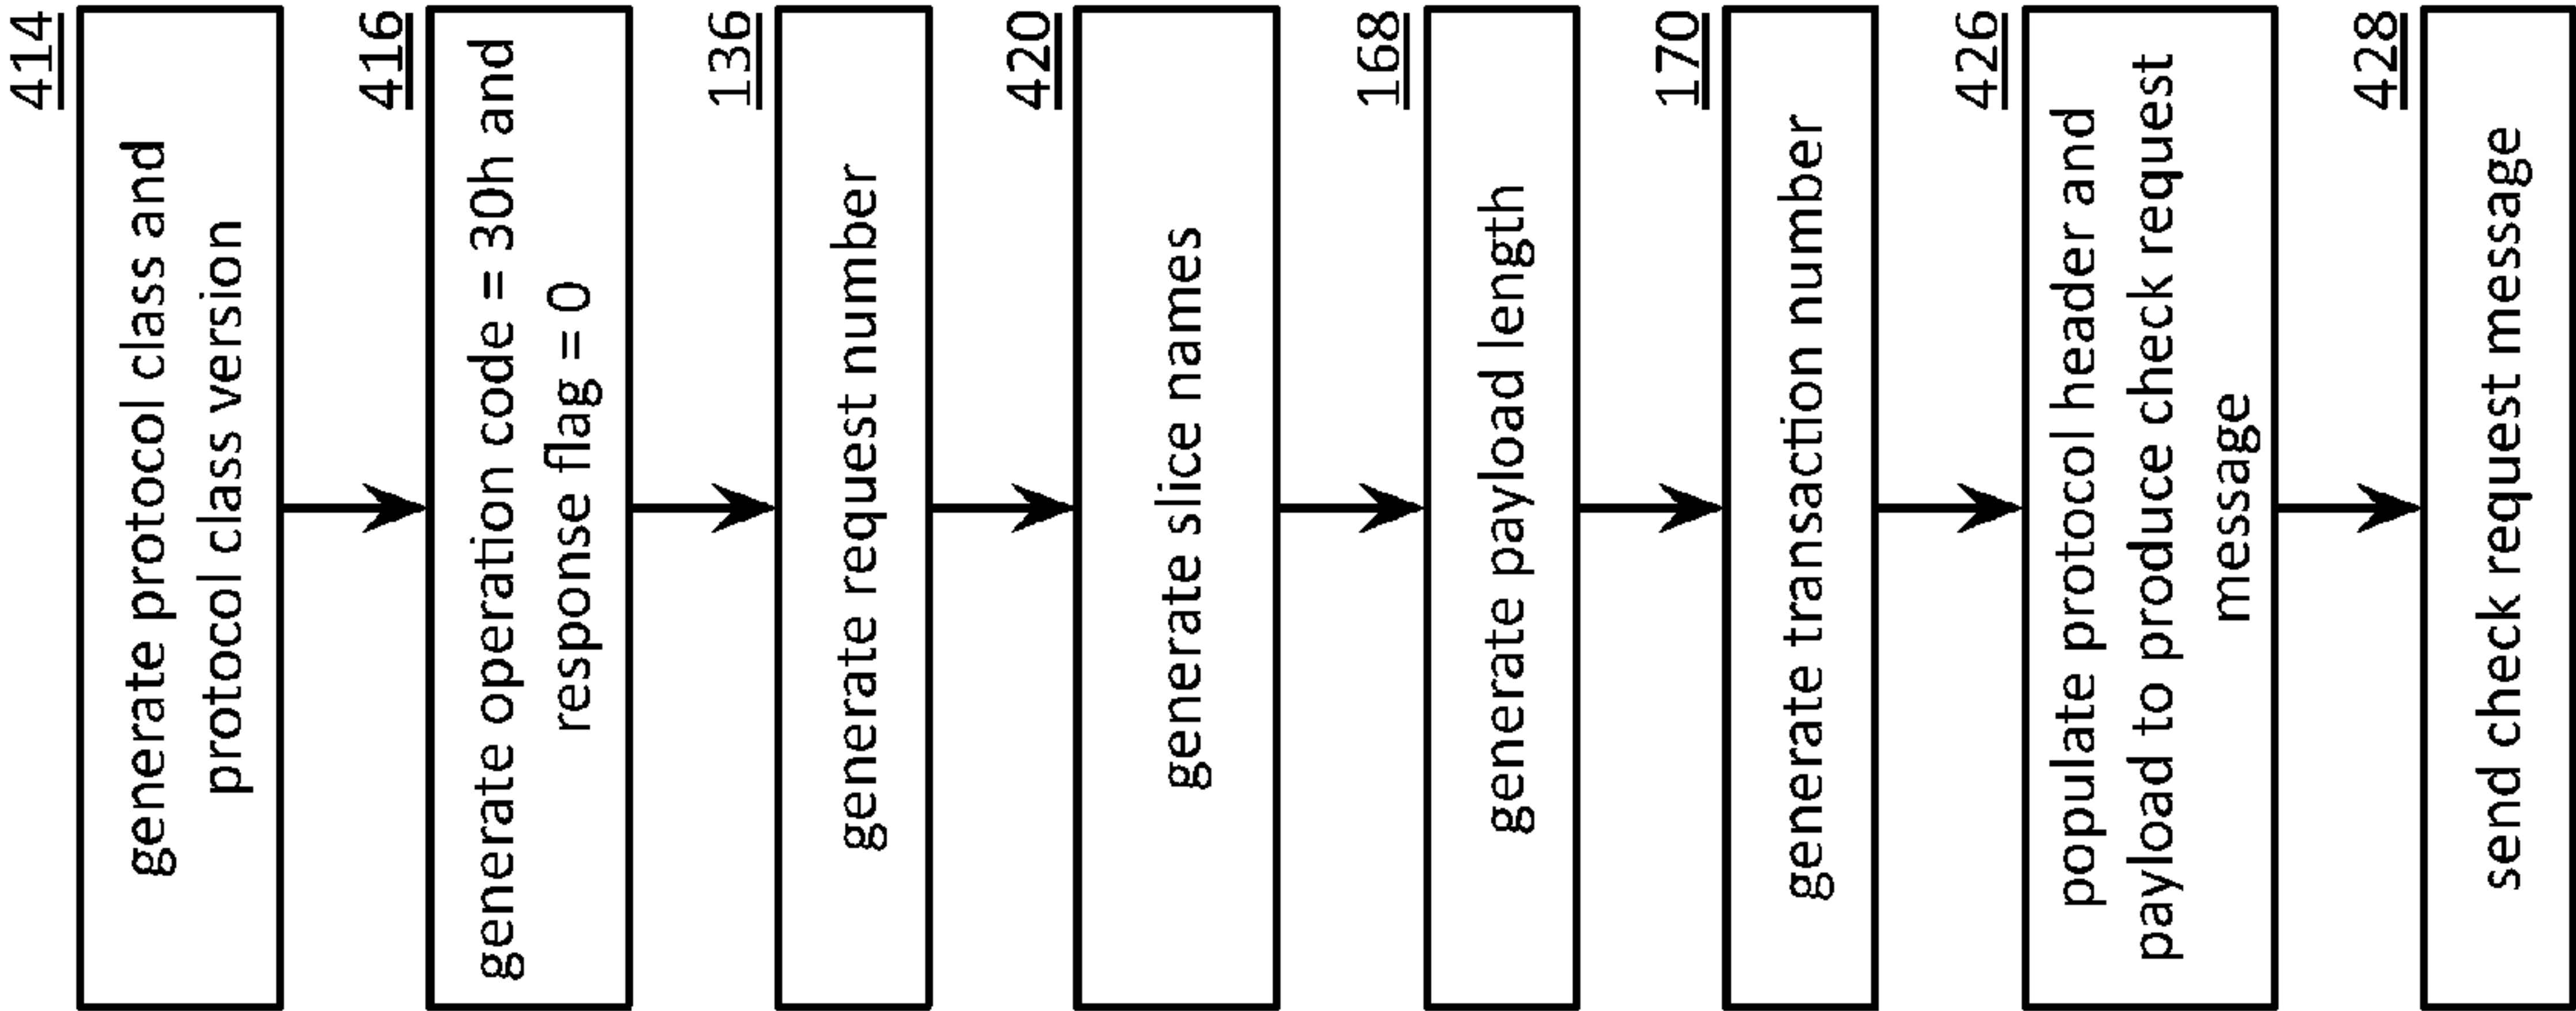 414
generate protocol class and
protocol class version
416
generate operation code = 30h and
response flag = 0
136
generate request number
420
generate slice names
168
generate payload length
170
generate transaction number
426
populate protocol header and
payload to produce check request
message
428
send check request message